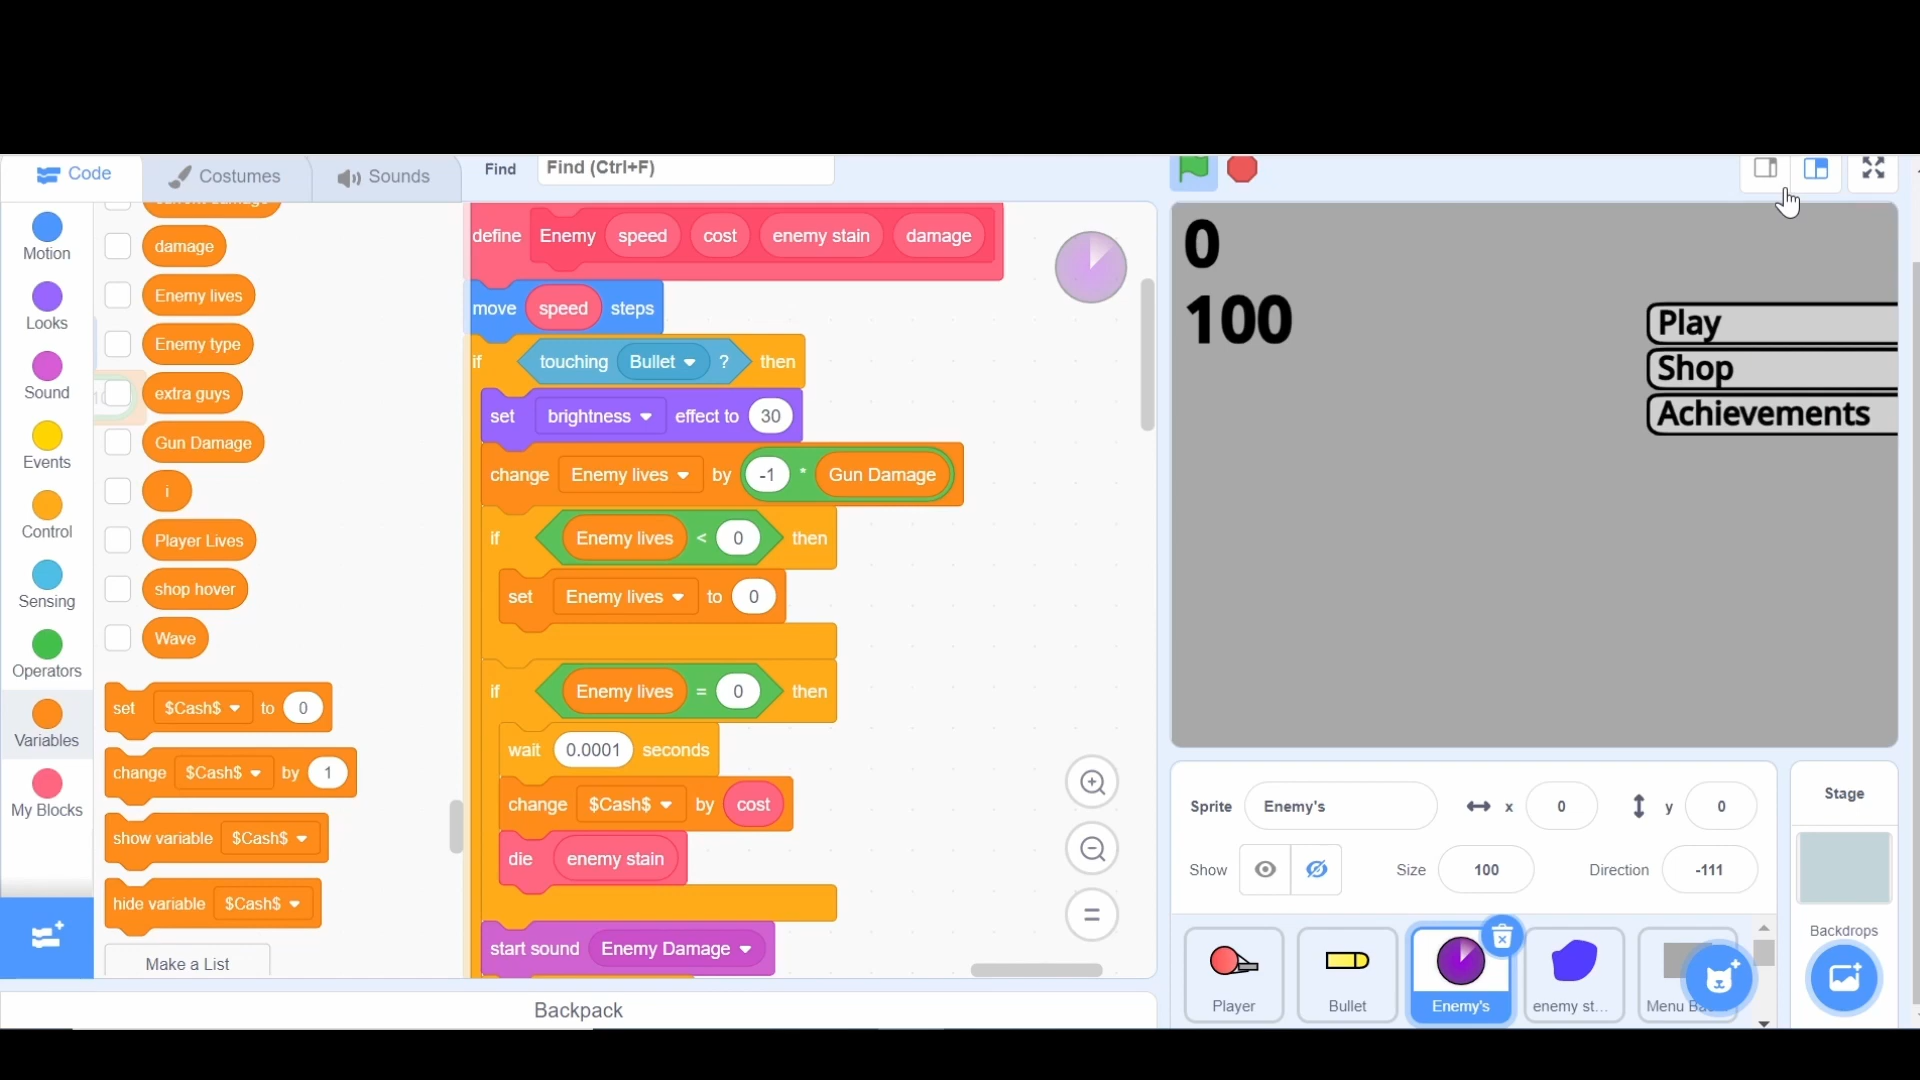 Code
Costumes
Sounds
Find
Find (Ctrl+F)
Motion
Looks
Sound
Events
Control
Sensing
Operators
Variables
My Blocks
damage
Enemy lives
Enemy type
extra guys
Gun Damage
i
Player Lives
shop hover
Wave
set $Cash$ to 0
change $Cash$ by 1
show variable $Cash$
hide variable $Cash$
Make a List
define Enemy speed cost enemy stain damage
move speed steps
if touching Bullet ? then
set brightness effect to 30
change Enemy lives by -1 * Gun Damage
if Enemy lives < 0 then
set Enemy lives to 0
if Enemy lives = 0 then
wait 0.0001 seconds
change $Cash$ by cost
die enemy stain
start sound Enemy Damage
Backpack
0
100
Play
Shop
Achievements
Sprite Enemy's x 0 y 0
Show Size 100 Direction -111
Player
Bullet
Enemy's
enemy st...
Menu
Stage
Backdrops